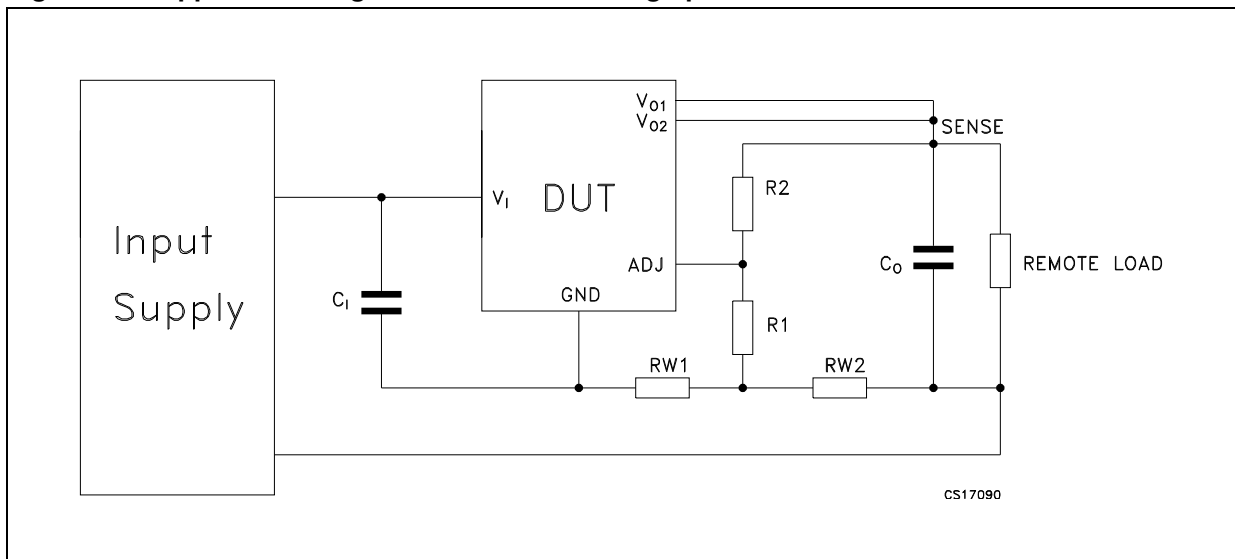 Input
Supply
C_I
V_I
DUT
V_O1
V_O2
ADJ
GND
SENSE
R2
R1
RW1
RW2
C_O
REMOTE LOAD
CS17090